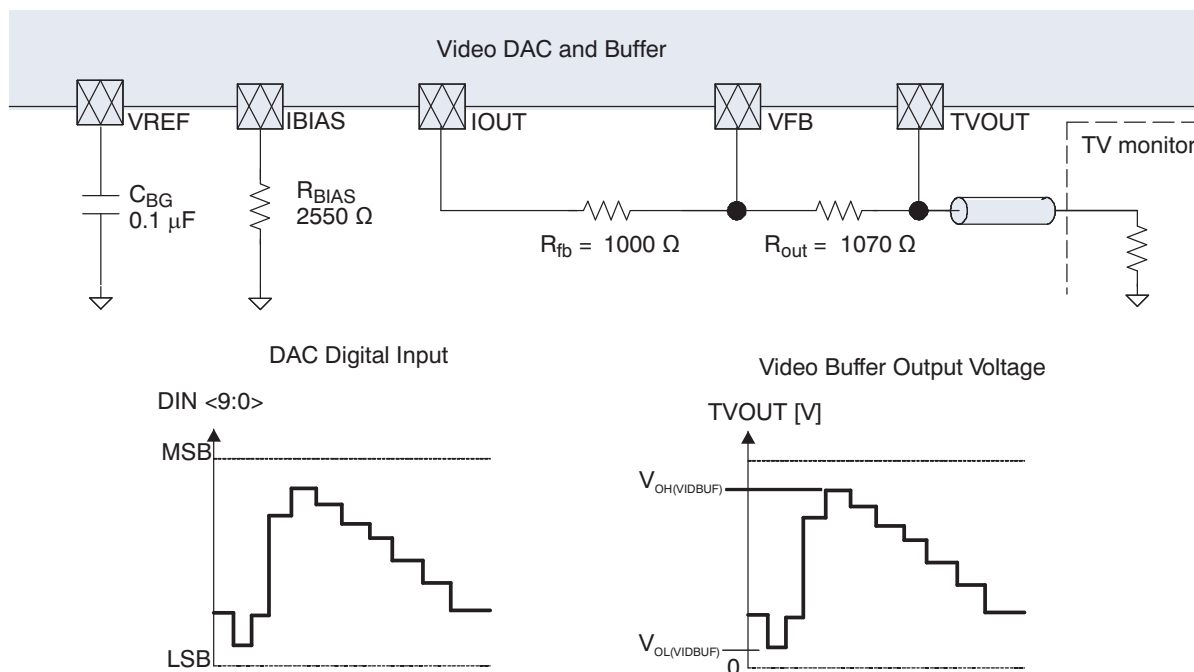 Video DAC and Buffer
VREF
IBIAS
IOUT
VFB
TVOUT
TV monitor
C_BG
0.1 µF
R_BIAS
2550 Ω
R_fb = 1000 Ω
R_out = 1070 Ω
DAC Digital Input
DIN <9:0>
MSB
LSB
Video Buffer Output Voltage
TVOUT [V]
V_OH(VIDBUF)
V_OL(VIDBUF)
0